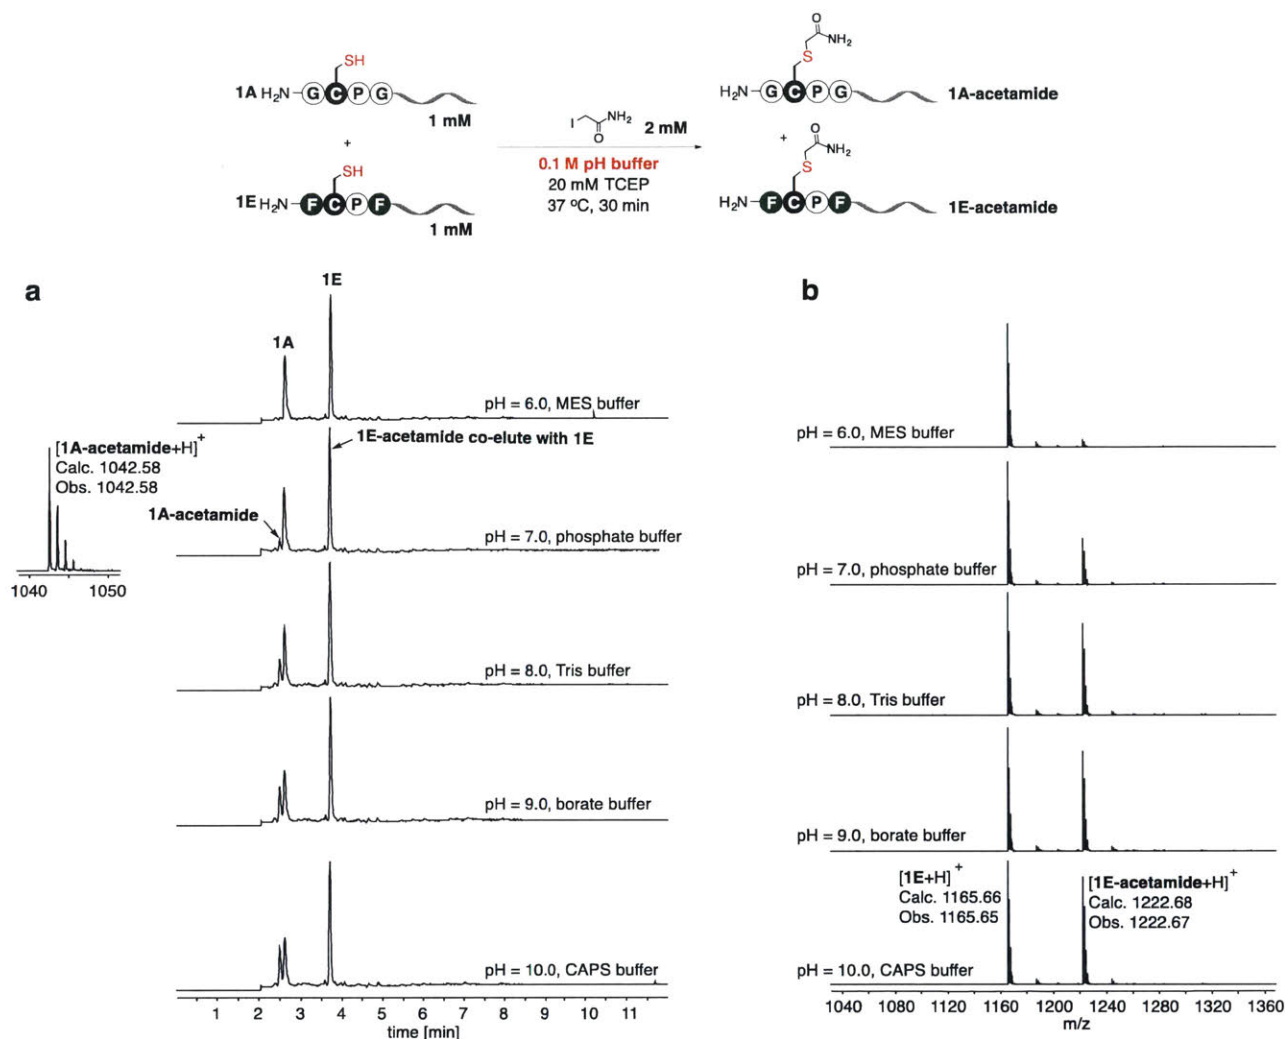 SH
1A H₂N G C P G
1 mM
+
SH
1E H₂N F C P F
1 mM
I NH₂ O 2 mM
0.1 M pH buffer
20 mM TCEP
37 ºC, 30 min
O
NH₂
S
H₂N G C P G 1A-acetamide
+
O
NH₂
S
H₂N F C P F 1E-acetamide
a
1E
1A
pH = 6.0, MES buffer
1E-acetamide co-elute with 1E
[1A-acetamide+H]⁺
Calc. 1042.58
Obs. 1042.58
1A-acetamide
pH = 7.0, phosphate buffer
1040 1050
pH = 8.0, Tris buffer
pH = 9.0, borate buffer
pH = 10.0, CAPS buffer
1 2 3 4 5 6 7 8 9 10 11
time [min]
b
pH = 6.0, MES buffer
pH = 7.0, phosphate buffer
pH = 8.0, Tris buffer
pH = 9.0, borate buffer
[1E+H]⁺
Calc. 1165.66
Obs. 1165.65
[1E-acetamide+H]⁺
Calc. 1222.68
Obs. 1222.67
pH = 10.0, CAPS buffer
1040 1080 1120 1160 1200 1240 1280 1320 1360
m/z